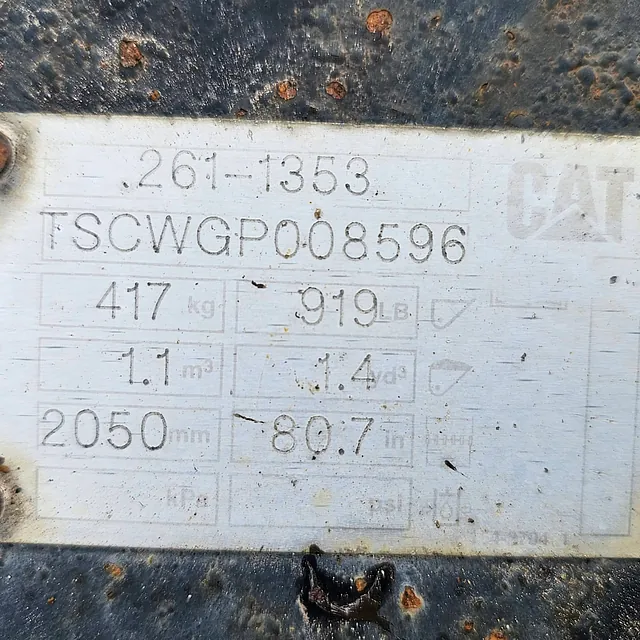 261-1353
CAT
TSCWGP008596
417 kg 919 LB
1.1 m³ 1.4 yd³
2050 mm 80.7 in
kPa psi